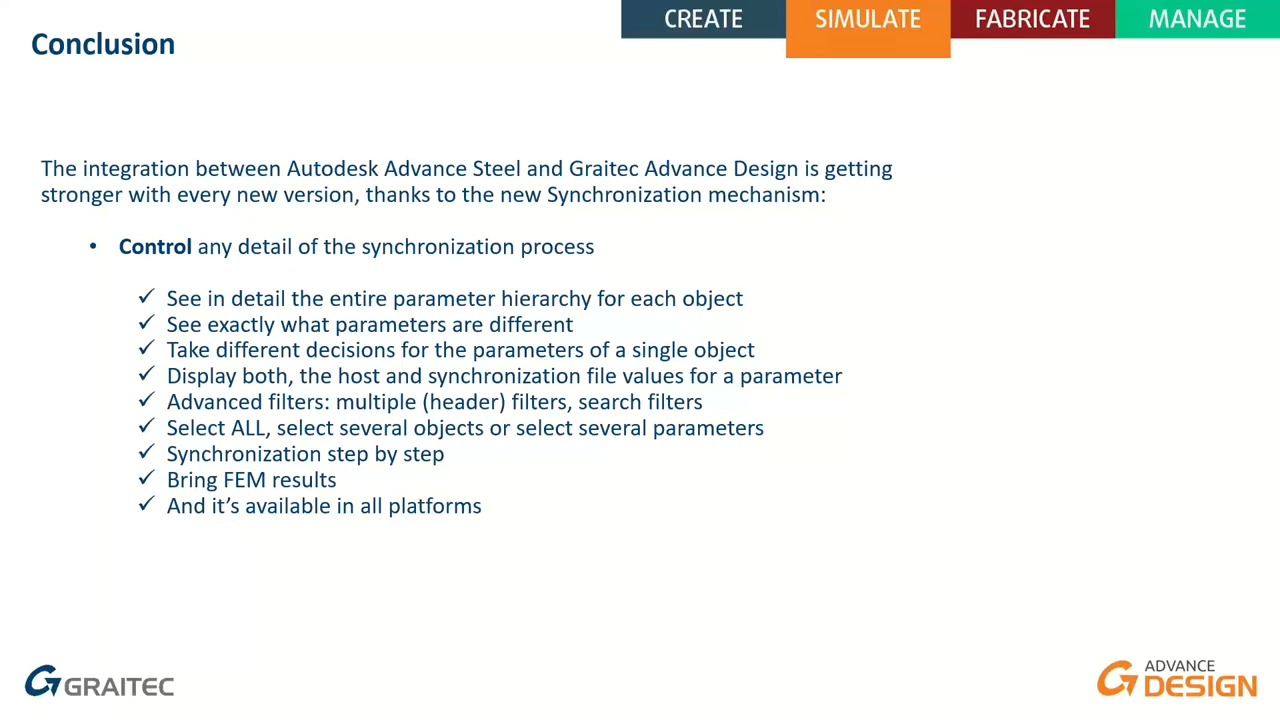 CREATE
SIMULATE
FABRICATE
MANAGE
Conclusion
The integration between Autodesk Advance Steel and Graitec Advance Design is getting
stronger with every new version, thanks to the new Synchronization mechanism:
• Control any detail of the synchronization process
✓ See in detail the entire parameter hierarchy for each object
✓ See exactly what parameters are different
✓ Take different decisions for the parameters of a single object
✓ Display both, the host and synchronization file values for a parameter
✓ Advanced filters: multiple (header) filters, search filters
✓ Select ALL, select several objects or select several parameters
✓ Synchronization step by step
✓ Bring FEM results
✓ And it’s available in all platforms
GRAITEC
ADVANCE
DESIGN